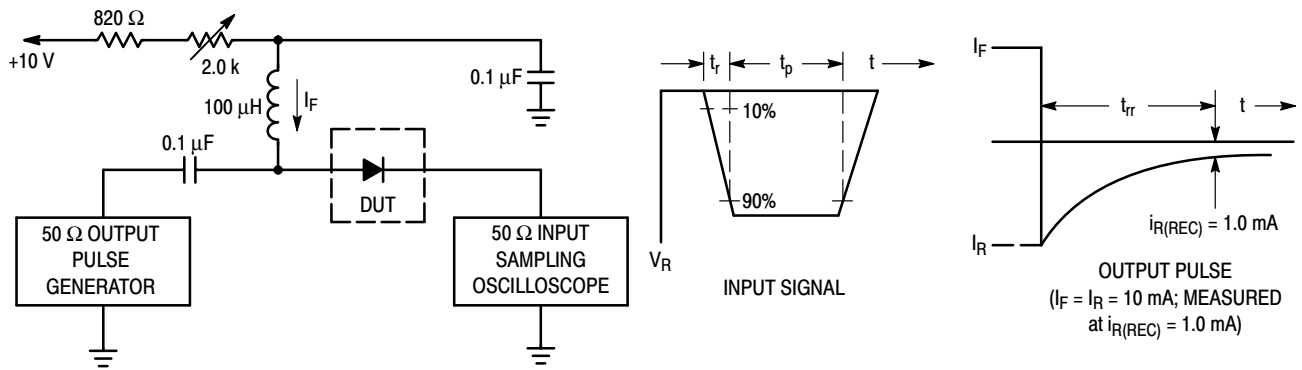 820 Ω
+10 V
2.0 k
100 µH
I_F
0.1 µF
0.1 µF
DUT
50 Ω OUTPUT
PULSE
GENERATOR
50 Ω INPUT
SAMPLING
OSCILLOSCOPE
t_r
t_p
t
10%
90%
V_R
INPUT SIGNAL
I_F
t_rr
t
I_R
i_R(REC) = 1.0 mA
OUTPUT PULSE
(I_F = I_R = 10 mA; MEASURED
at i_R(REC) = 1.0 mA)